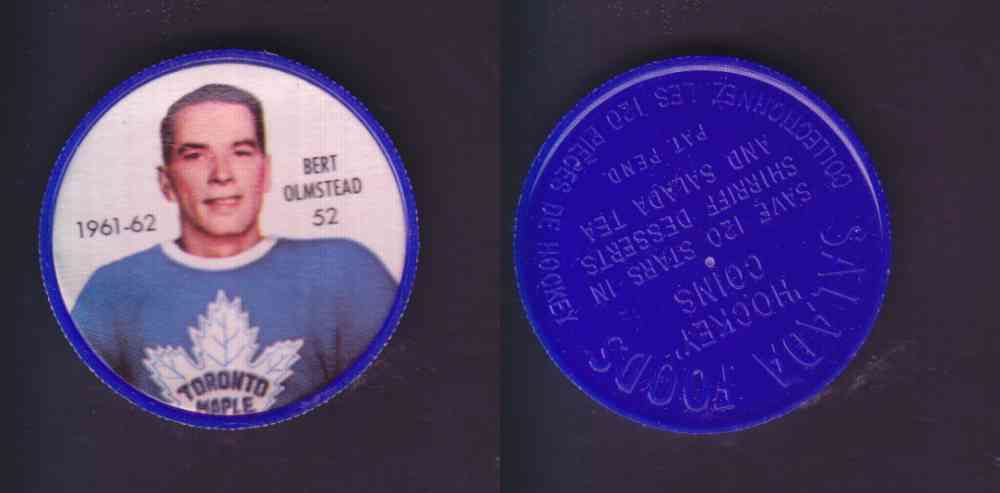 1961-62
BERT
OLMSTEAD
52
TORONTO
MAPLE
SALADA FOODS
"HOCKEY"
COINS
SAVE 120 STARS IN
SHIRRIFF DESSERTS
AND SALADA TEA
PAT. PEND.
COLLECTIONNEZ LES 120 PIÈCES DE HOCKEY